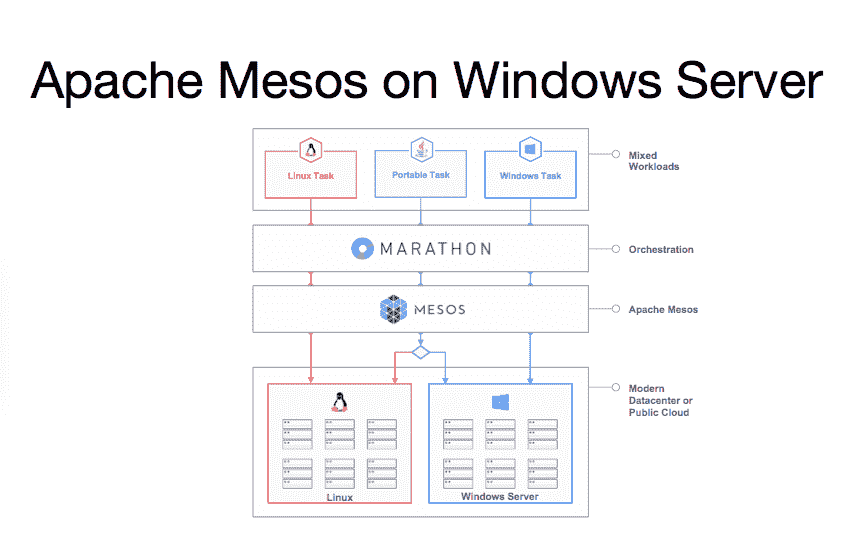 Apache Mesos on Windows Server
Linux Task
Portable Task
Windows Task
Mixed
Workloads
MARATHON
Orchestration
MESOS
Apache Mesos
Modern
Datacenter or
Public Cloud
Linux
Windows Server